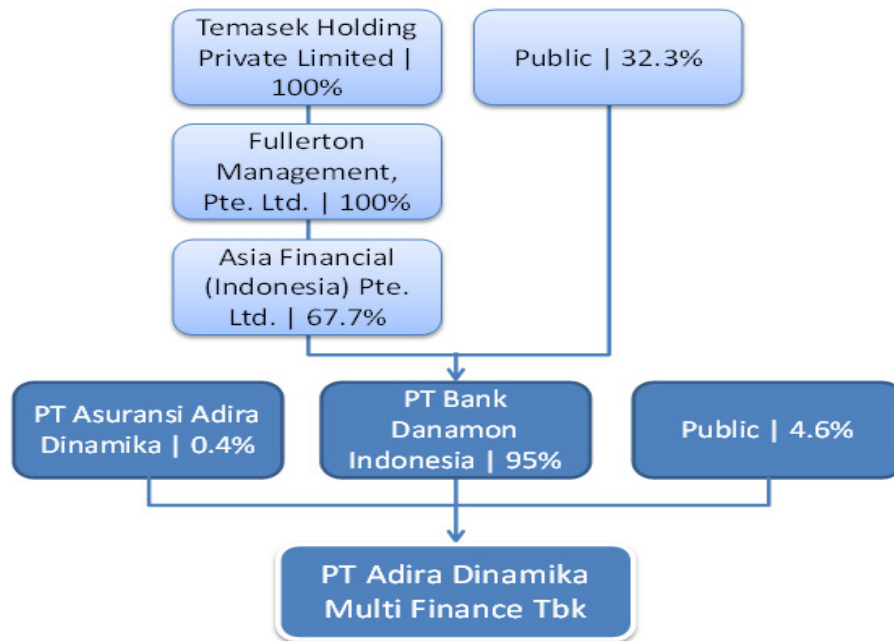 Temasek Holding
Private Limited |
100%
Public | 32.3%
Fullerton
Management,
Pte. Ltd. | 100%
Asia Financial
(Indonesia) Pte.
Ltd. | 67.7%
PT Asuransi Adira
Dinamika | 0.4%
PT Bank
Danamon
Indonesia | 95%
Public | 4.6%
PT Adira Dinamika
Multi Finance Tbk